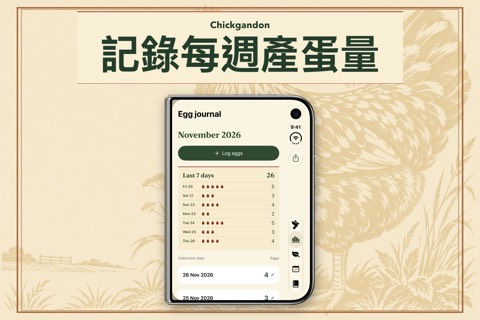 Chickgandon
記錄每週產蛋量
Egg journal
9:41
November 2026
+ Log eggs
Last 7 days 26
Fri 20 5
Sat 21 3
Sun 22 4
Mon 23 2
Tue 24 5
Wed 25 3
Thu 26 4
Collection date Eggs
26 Nov 2026 4
25 Nov 2026 3